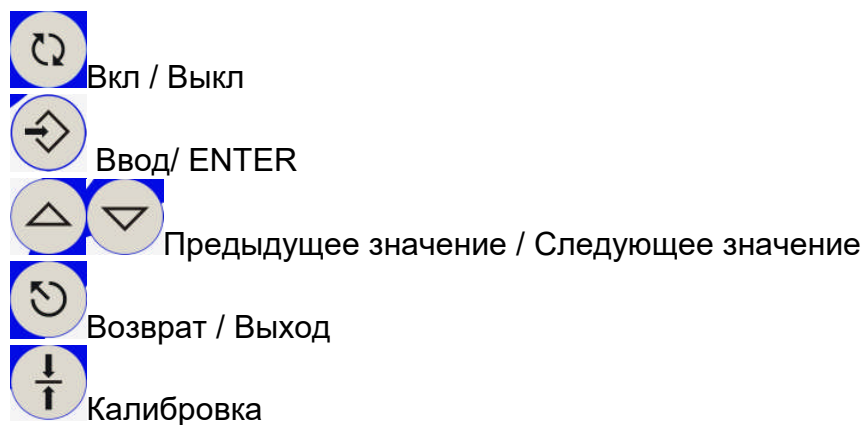 Вкл / Выкл
Ввод/ ENTER
Предыдущее значение / Следующее значение
Возврат / Выход
Калибровка